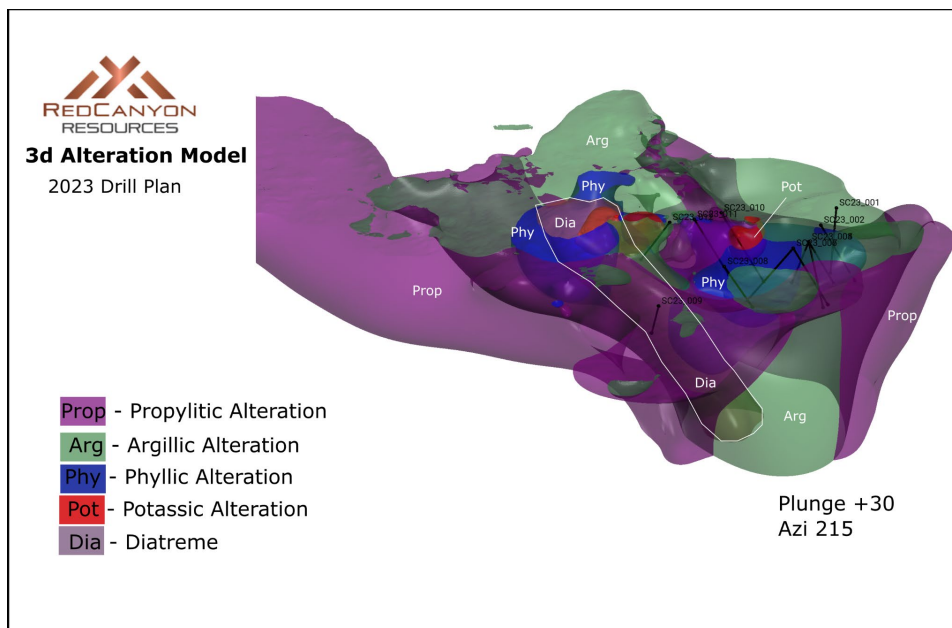 REDCANYON
RESOURCES
3d Alteration Model
2023 Drill Plan
Arg
Phy
Pot
Dia
Phy
SC23_010
SC23_001
SC23_002
Phy
Prop
Prop
SC23_009
Dia
Arg
Prop - Propylitic Alteration
Arg - Argillic Alteration
Phy - Phyllic Alteration
Pot - Potassic Alteration
Dia - Diatreme
Plunge +30
Azi 215